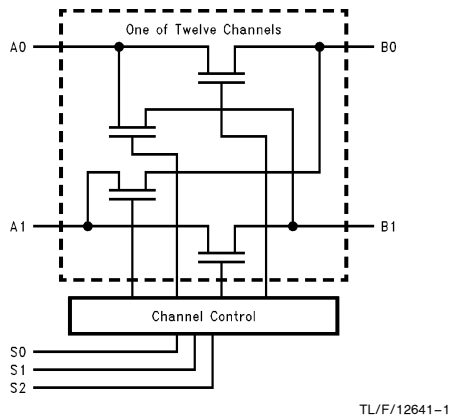 One of Twelve Channels
A0
B0
A1
B1
Channel Control
S0
S1
S2
TL/F/12641-1